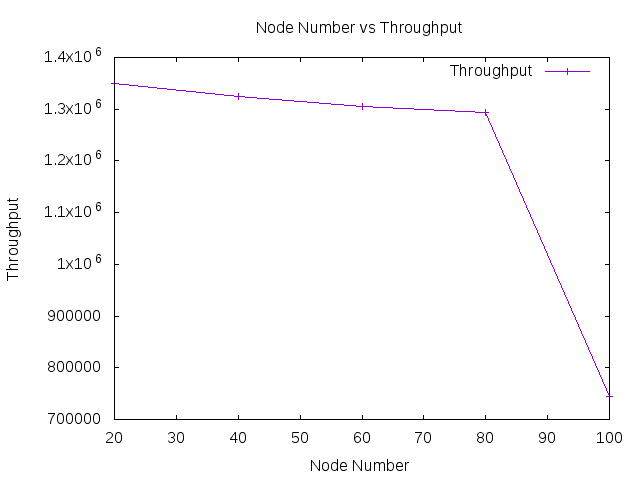 Node Number vs Throughput
1.4x10^6
Throughput
1.3x10^6
1.2x10^6
1.1x10^6
1x10^6
900000
800000
700000
Throughput
20 30 40 50 60 70 80 90 100
Node Number